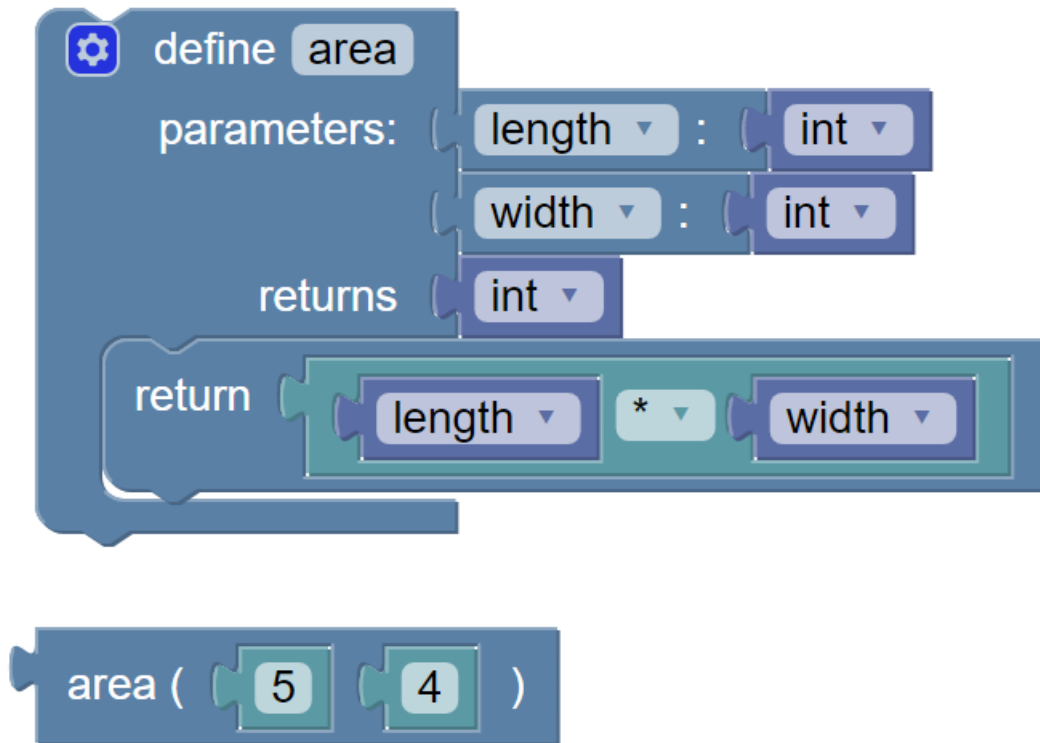 define area
parameters: length : int
width : int
returns int
return length * width
area ( 5 4 )